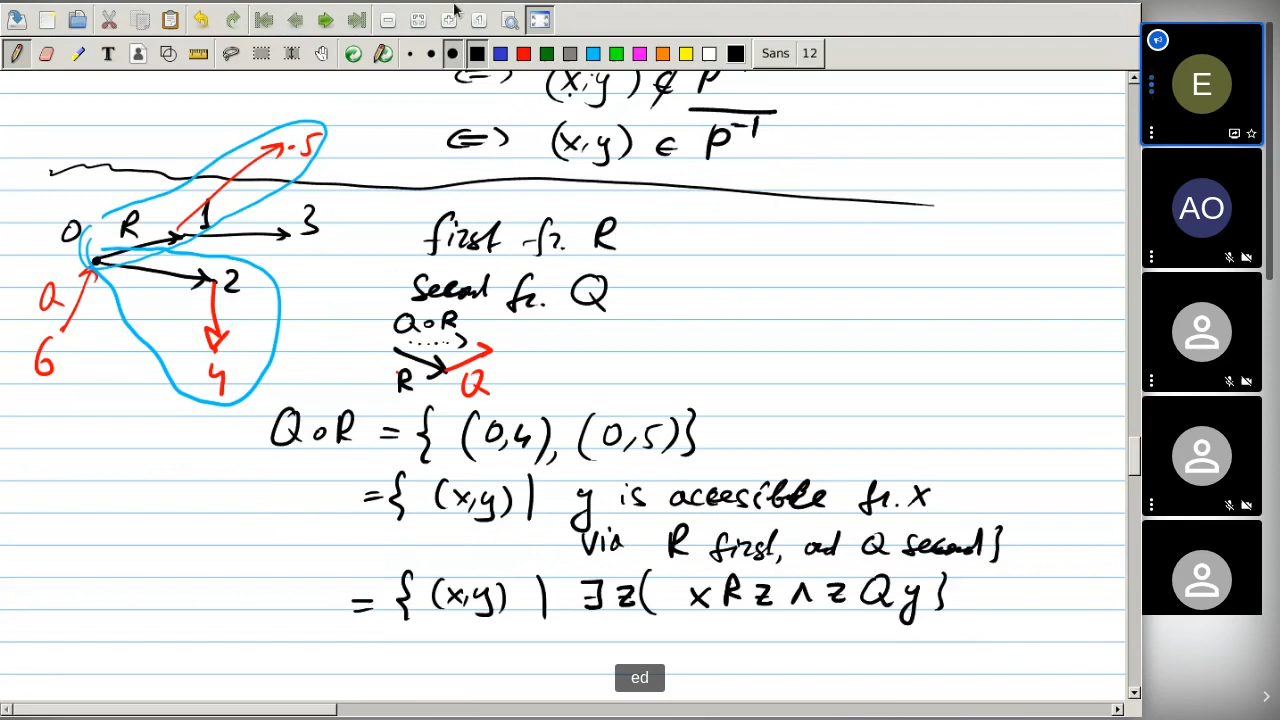 Sans 12
E
AO
⟺ (x,y) ∉ P
⟺ (x,y) ∈ P⁻¹
5
0 R 1 3
2
Q
6
4
first fr. R
second fr. Q
Q∘R
R Q
Q∘R = { (0,4), (0,5)}
= { (x,y) | y is accesible fr. x
via R first, and Q second}
= { (x,y) | ∃z( xRz ∧ zQy}
ed